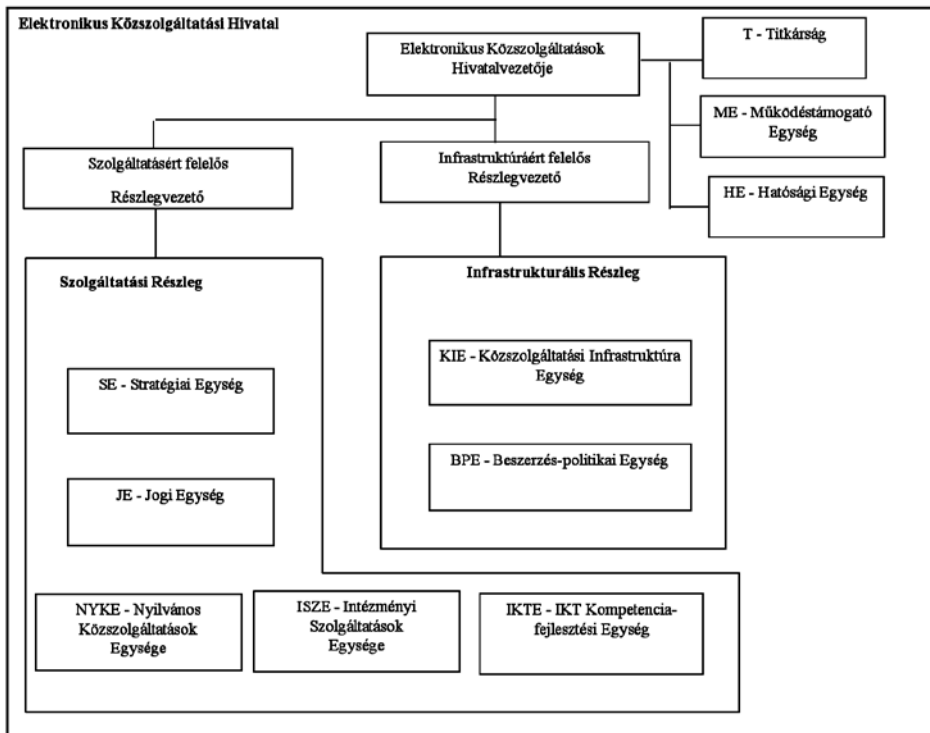 Elektronikus Közszolgáltatási Hivatal
Elektronikus Közszolgáltatások
Hivatalvezetője
T - Titkárság
ME - Működéstámogató
Egység
HE - Hatósági Egység
Szolgáltatásért felelős
Részlegvezető
Infrastruktúráért felelős
Részlegvezető
Szolgáltatási Részleg
Infrastrukturális Részleg
SE - Stratégiai Egység
JE - Jogi Egység
KIE - Közszolgáltatási Infrastruktúra
Egység
BPE - Beszerzés-politikai Egység
NYKE - Nyilvános
Közszolgáltatások
Egysége
ISZE - Intézményi
Szolgáltatások
Egysége
IKTE - IKT Kompetencia-
fejlesztési Egység